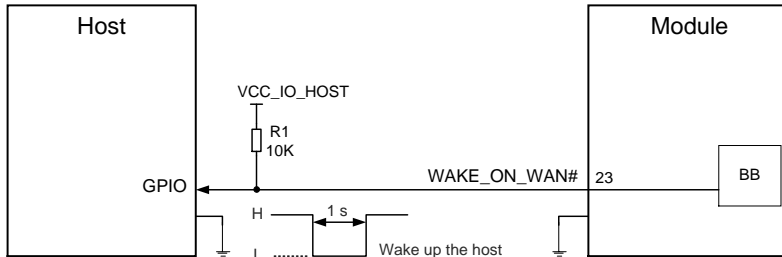 Host
Module
VCC_IO_HOST
R1
10K
GPIO
WAKE_ON_WAN#
23
BB
H
1 s
L
Wake up the host